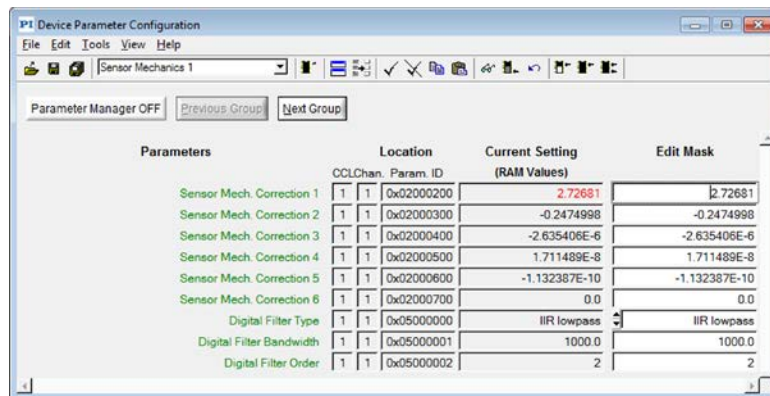 PI Device Parameter Configuration
File Edit Tools View Help
Sensor Mechanics 1
Parameter Manager OFF Previous Group Next Group
Parameters Location Current Setting Edit Mask
CCLChan. Param. ID (RAM Values)
Sensor Mech. Correction 1 1 1 0x02000200 2.72681 2.72681
Sensor Mech. Correction 2 1 1 0x02000300 -0.2474998 -0.2474998
Sensor Mech. Correction 3 1 1 0x02000400 -2.635406E-6 -2.635406E-6
Sensor Mech. Correction 4 1 1 0x02000500 1.711489E-8 1.711489E-8
Sensor Mech. Correction 5 1 1 0x02000600 -1.132387E-10 -1.132387E-10
Sensor Mech. Correction 6 1 1 0x02000700 0.0 0.0
Digital Filter Type 1 1 0x05000000 IIR lowpass IIR lowpass
Digital Filter Bandwidth 1 1 0x05000001 1000.0 1000.0
Digital Filter Order 1 1 0x05000002 2 2